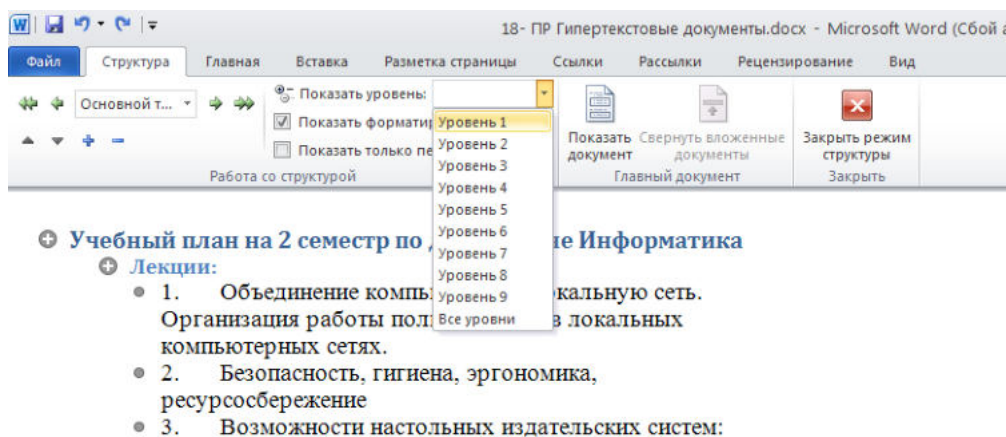 18- ПР Гипертекстовые документы.docx - Microsoft Word (Сбой а
Файл Структура Главная Вставка Разметка страницы Ссылки Рассылки Рецензирование Вид
Основной т... Показать уровень:
Показать форматир
Показать только пе
Уровень 1
Уровень 2
Уровень 3
Уровень 4
Уровень 5
Уровень 6
Уровень 7
Уровень 8
Уровень 9
Все уровни
Показать документ
Свернуть вложенные документы
Закрыть режим структуры
Работа со структурой Главный документ Закрыть
Учебный план на 2 семестр по е Информатика
Лекции:
1. Объединение компь кальную сеть.
Организация работы пол в локальных
компьютерных сетях.
2. Безопасность, гигиена, эргономика,
ресурсосбережение
3. Возможности настольных издательских систем: